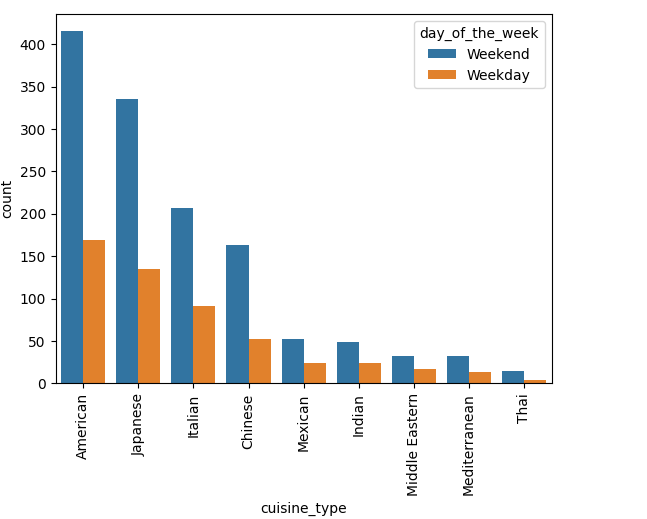 day_of_the_week
Weekend
Weekday
count
400
350
300
250
200
150
100
50
0
American
Japanese
Italian
Chinese
Mexican
Indian
Middle Eastern
Mediterranean
Thai
cuisine_type